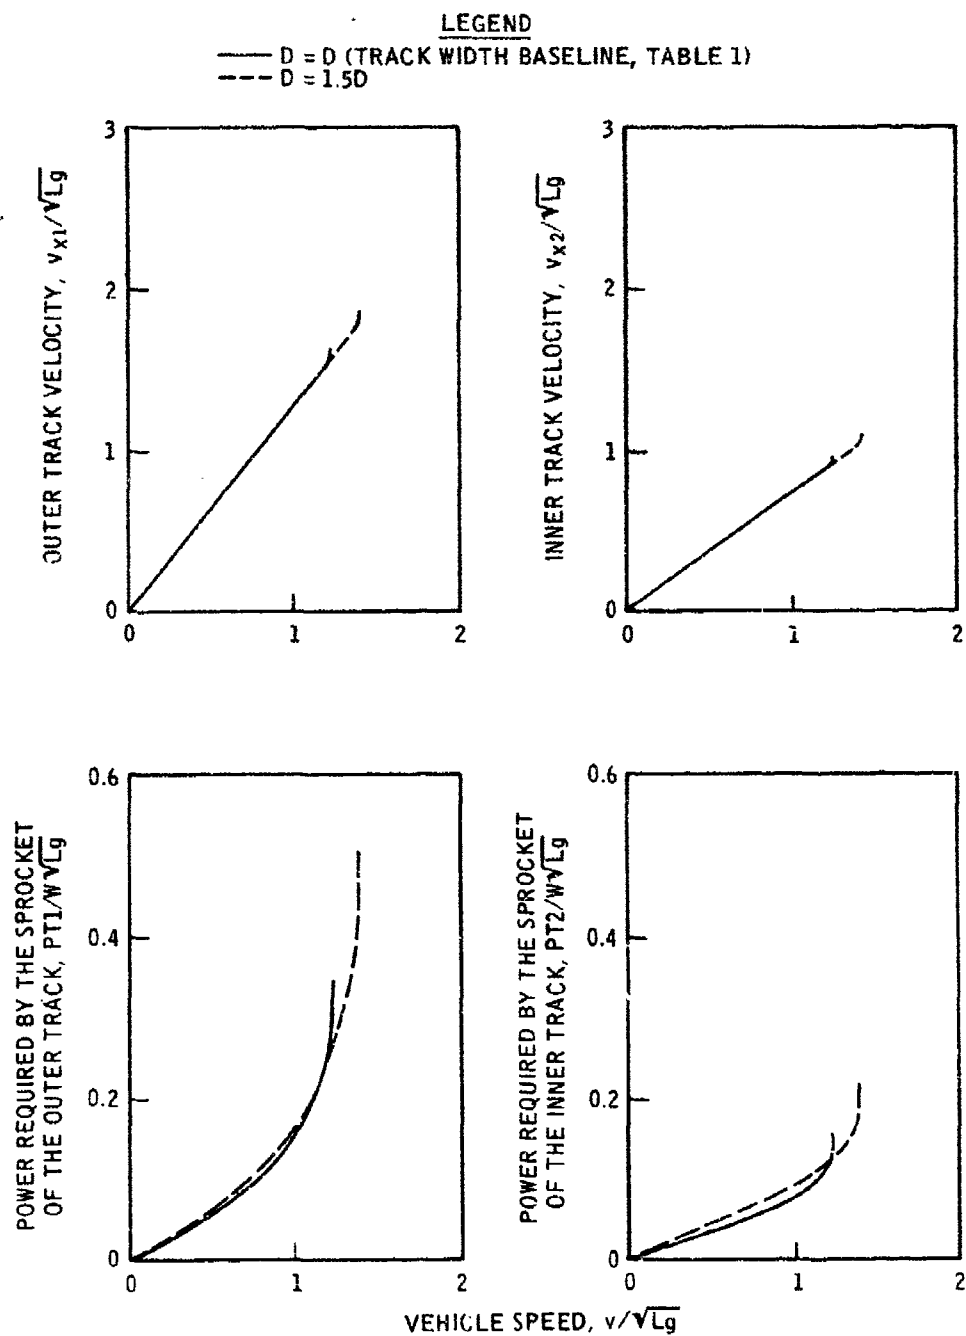 LEGEND
D = D (TRACK WIDTH BASELINE, TABLE 1)
D = 1.5D
OUTER TRACK VELOCITY, vx1/√Lg
3
2
1
0
0 1 2
INNER TRACK VELOCITY, vx2/√Lg
3
2
1
0
0 1 2
POWER REQUIRED BY THE SPROCKET
OF THE OUTER TRACK, PT1/W√Lg
0.6
0.4
0.2
0
0 1 2
POWER REQUIRED BY THE SPROCKET
OF THE INNER TRACK, PT2/W√Lg
0.6
0.4
0.2
0
0 1 2
VEHICLE SPEED, v/√Lg